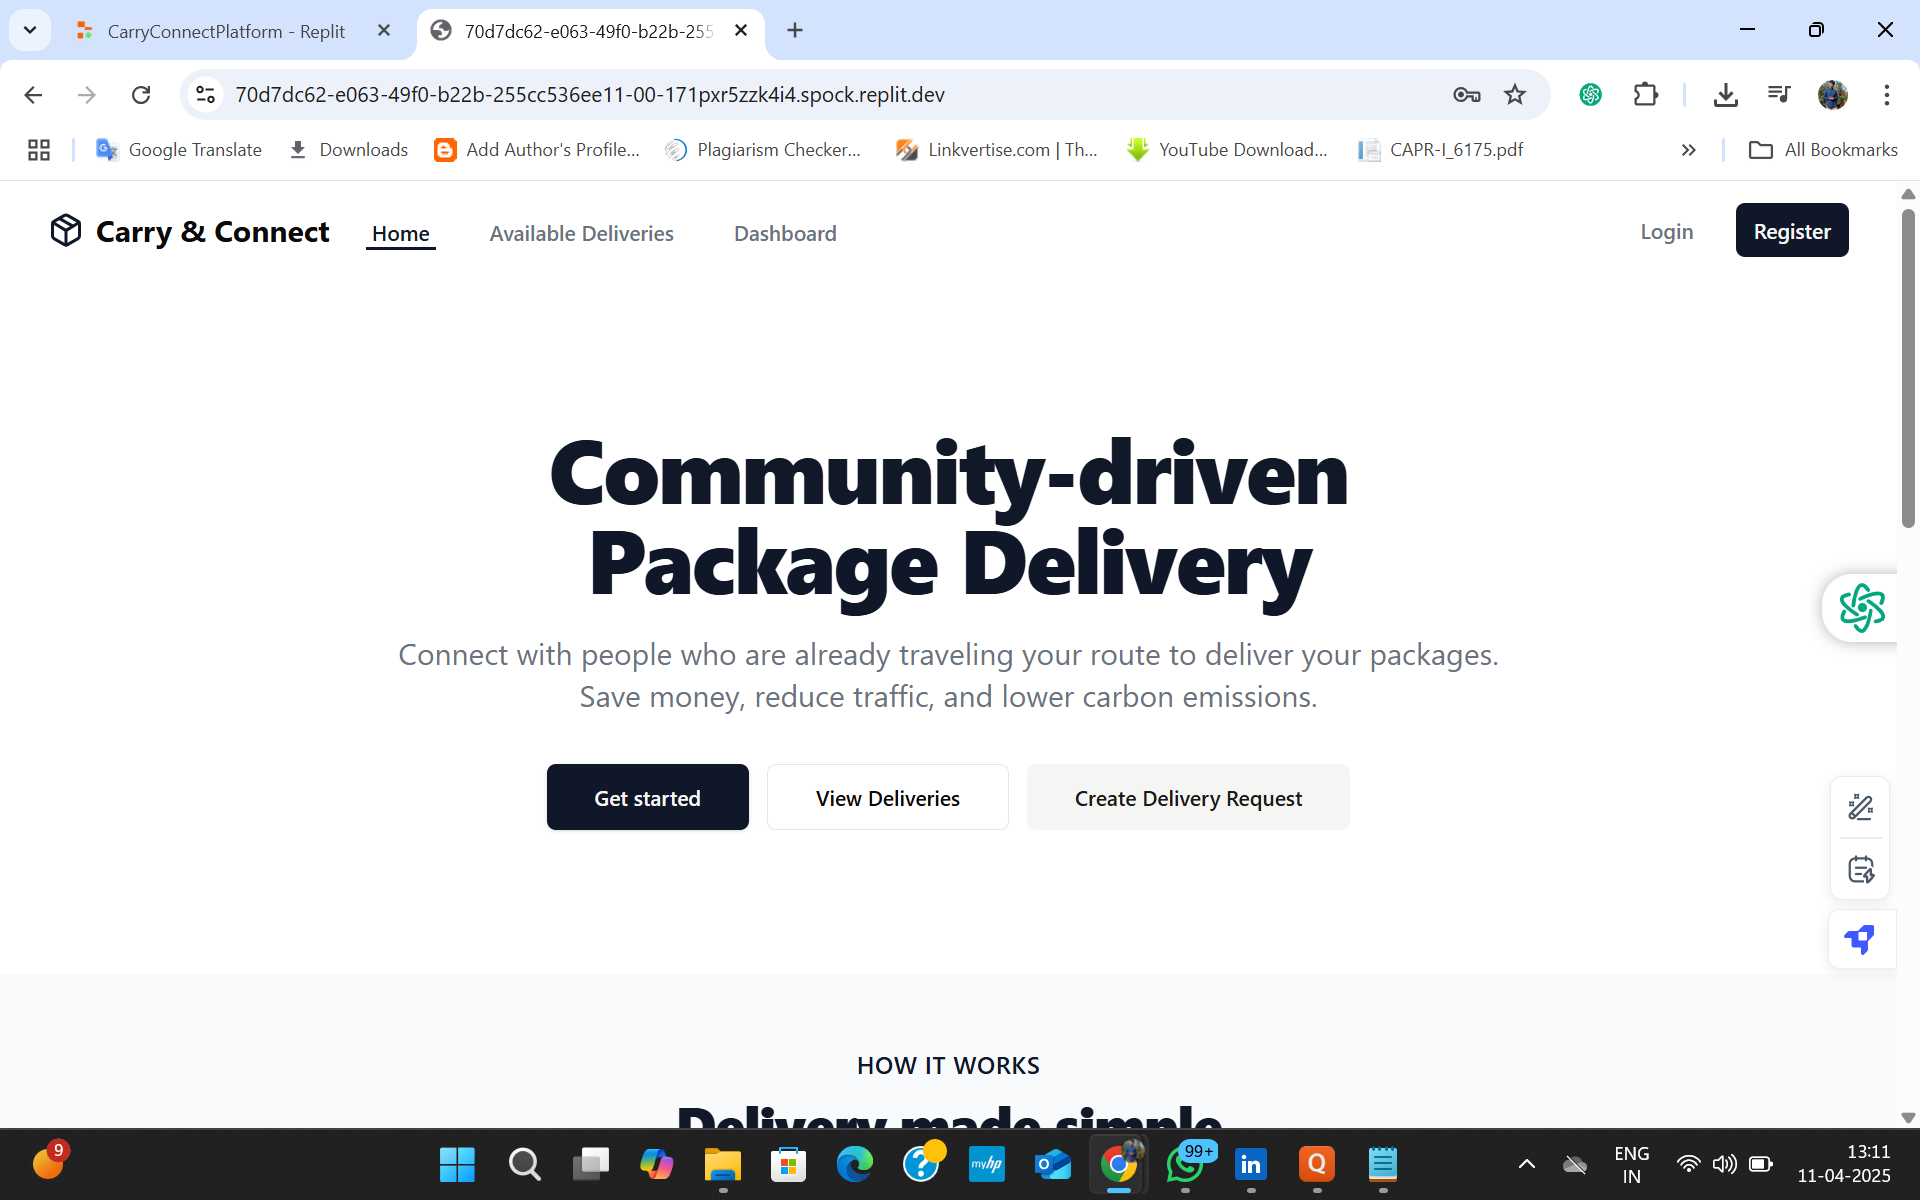 CarryConnectPlatform - Replit
70d7dc62-e063-49f0-b22b-255
70d7dc62-e063-49f0-b22b-255cc536ee11-00-171pxr5zzk4i4.spock.replit.dev
Google Translate
Downloads
Add Author's Profile...
Plagiarism Checker...
Linkvertise.com | Th...
YouTube Download...
CAPR-I_6175.pdf
All Bookmarks
Carry & Connect
Home
Available Deliveries
Dashboard
Login
Register
Community-driven
Package Delivery
Connect with people who are already traveling your route to deliver your packages.
Save money, reduce traffic, and lower carbon emissions.
Get started
View Deliveries
Create Delivery Request
HOW IT WORKS
Delivery made simple
9
myhp
99+
ENG
IN
13:11
11-04-2025